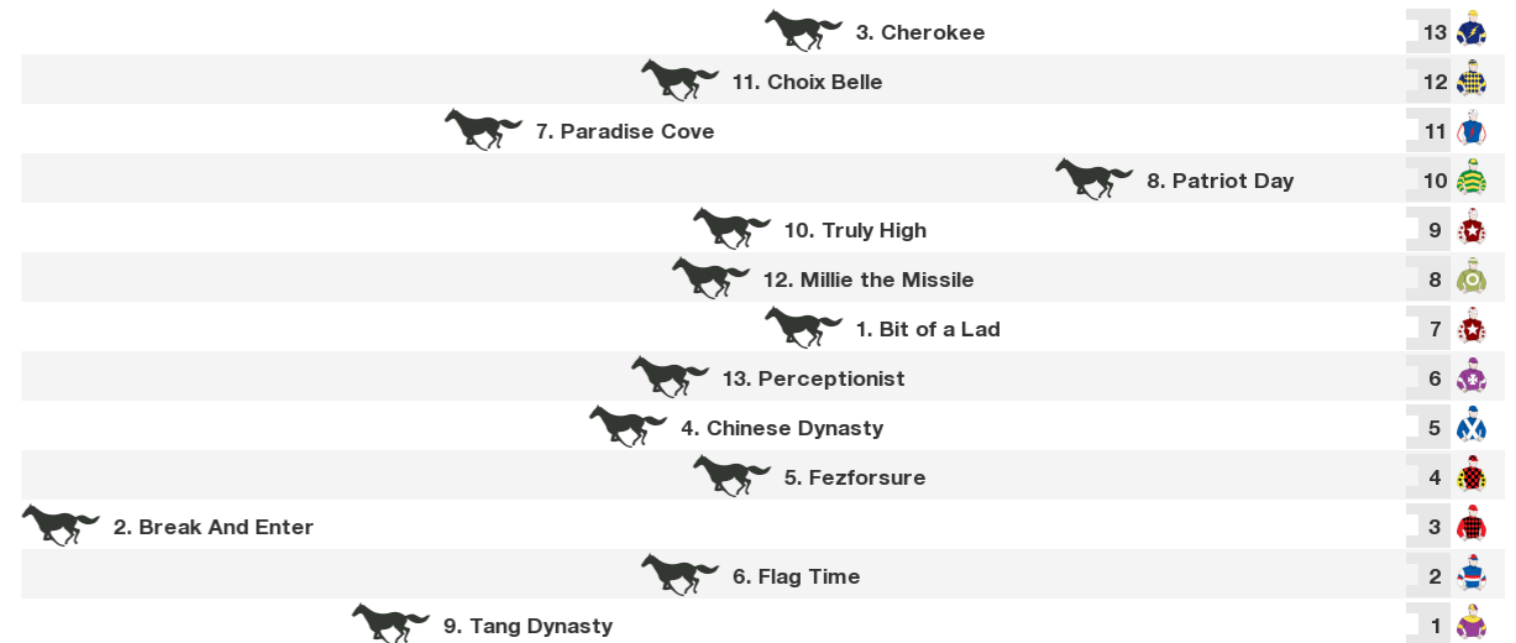 3. Cherokee 13
11. Choix Belle 12
7. Paradise Cove 11
8. Patriot Day 10
10. Truly High 9
12. Millie the Missile 8
1. Bit of a Lad 7
13. Perceptionist 6
4. Chinese Dynasty 5
5. Fezforsure 4
2. Break And Enter 3
6. Flag Time 2
9. Tang Dynasty 1